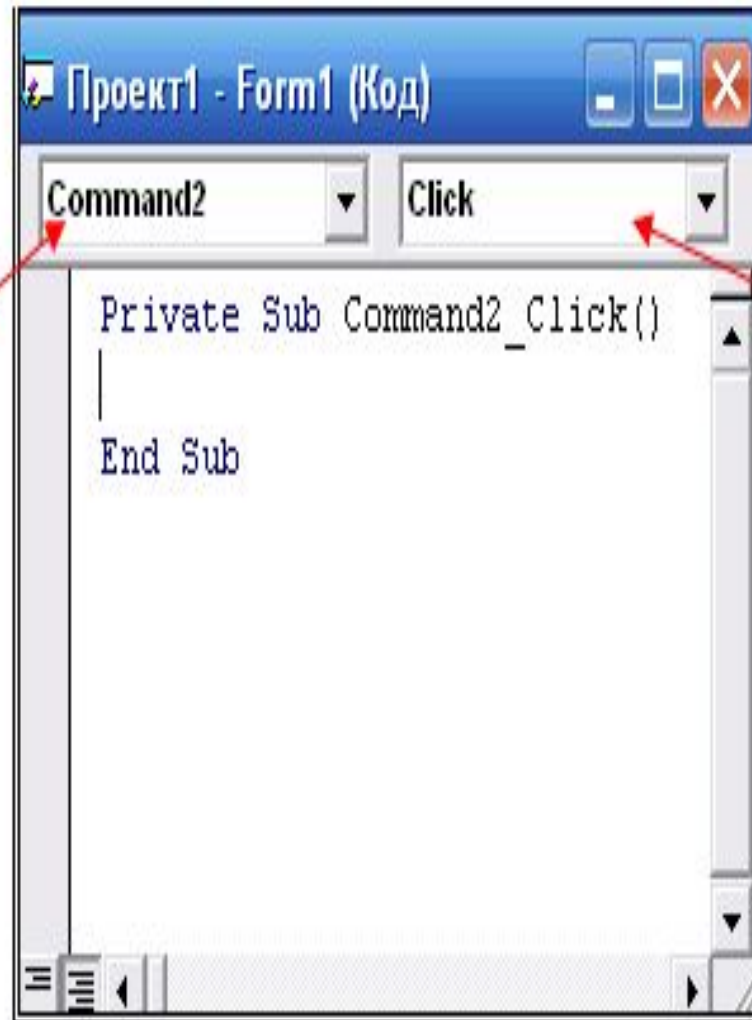 Проект1 - Form1 (Код)
Command2 Click
Private Sub Command2_Click()
End Sub